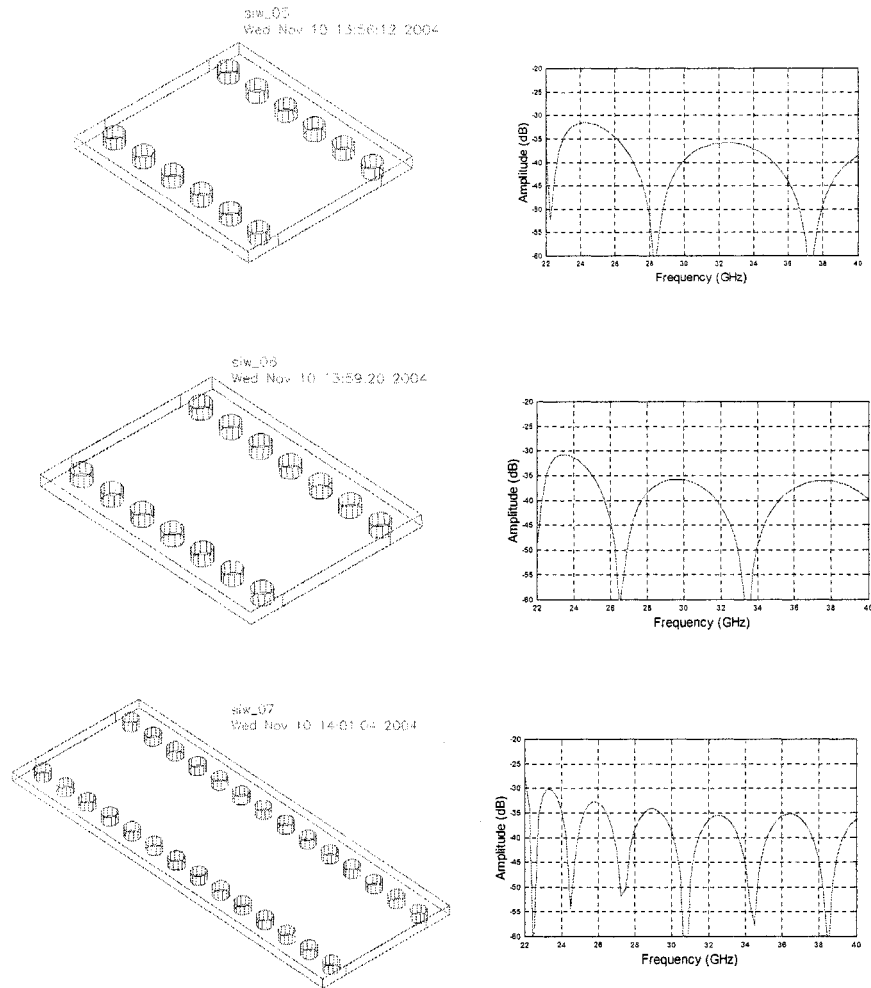 siw_05
Wed Nov 10 13:56:12 2004
-20
-25
-30
-35
-40
-45
-50
-55
-60
Amplitude (dB)
22 24 26 28 30 32 34 36 38 40
Frequency (GHz)
siw_06
Wed Nov 10 13:59:20 2004
-20
-25
-30
-35
-40
-45
-50
-55
-60
Amplitude (dB)
22 24 26 28 30 32 34 36 38 40
Frequency (GHz)
siw_07
Wed Nov 10 14:01:04 2004
-20
-25
-30
-35
-40
-45
-50
-55
-60
Amplitude (dB)
22 24 26 28 30 32 34 36 38 40
Frequency (GHz)